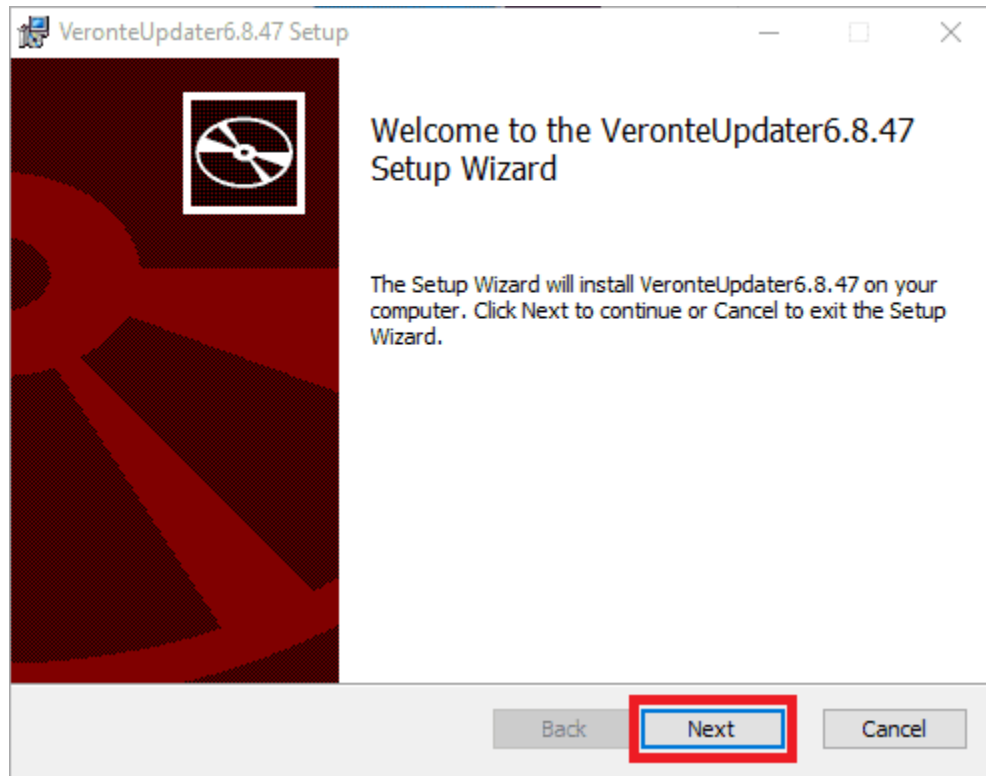 VeronteUpdater6.8.47 Setup
Welcome to the VeronteUpdater6.8.47
Setup Wizard
The Setup Wizard will install VeronteUpdater6.8.47 on your
computer. Click Next to continue or Cancel to exit the Setup
Wizard.
Back Next Cancel